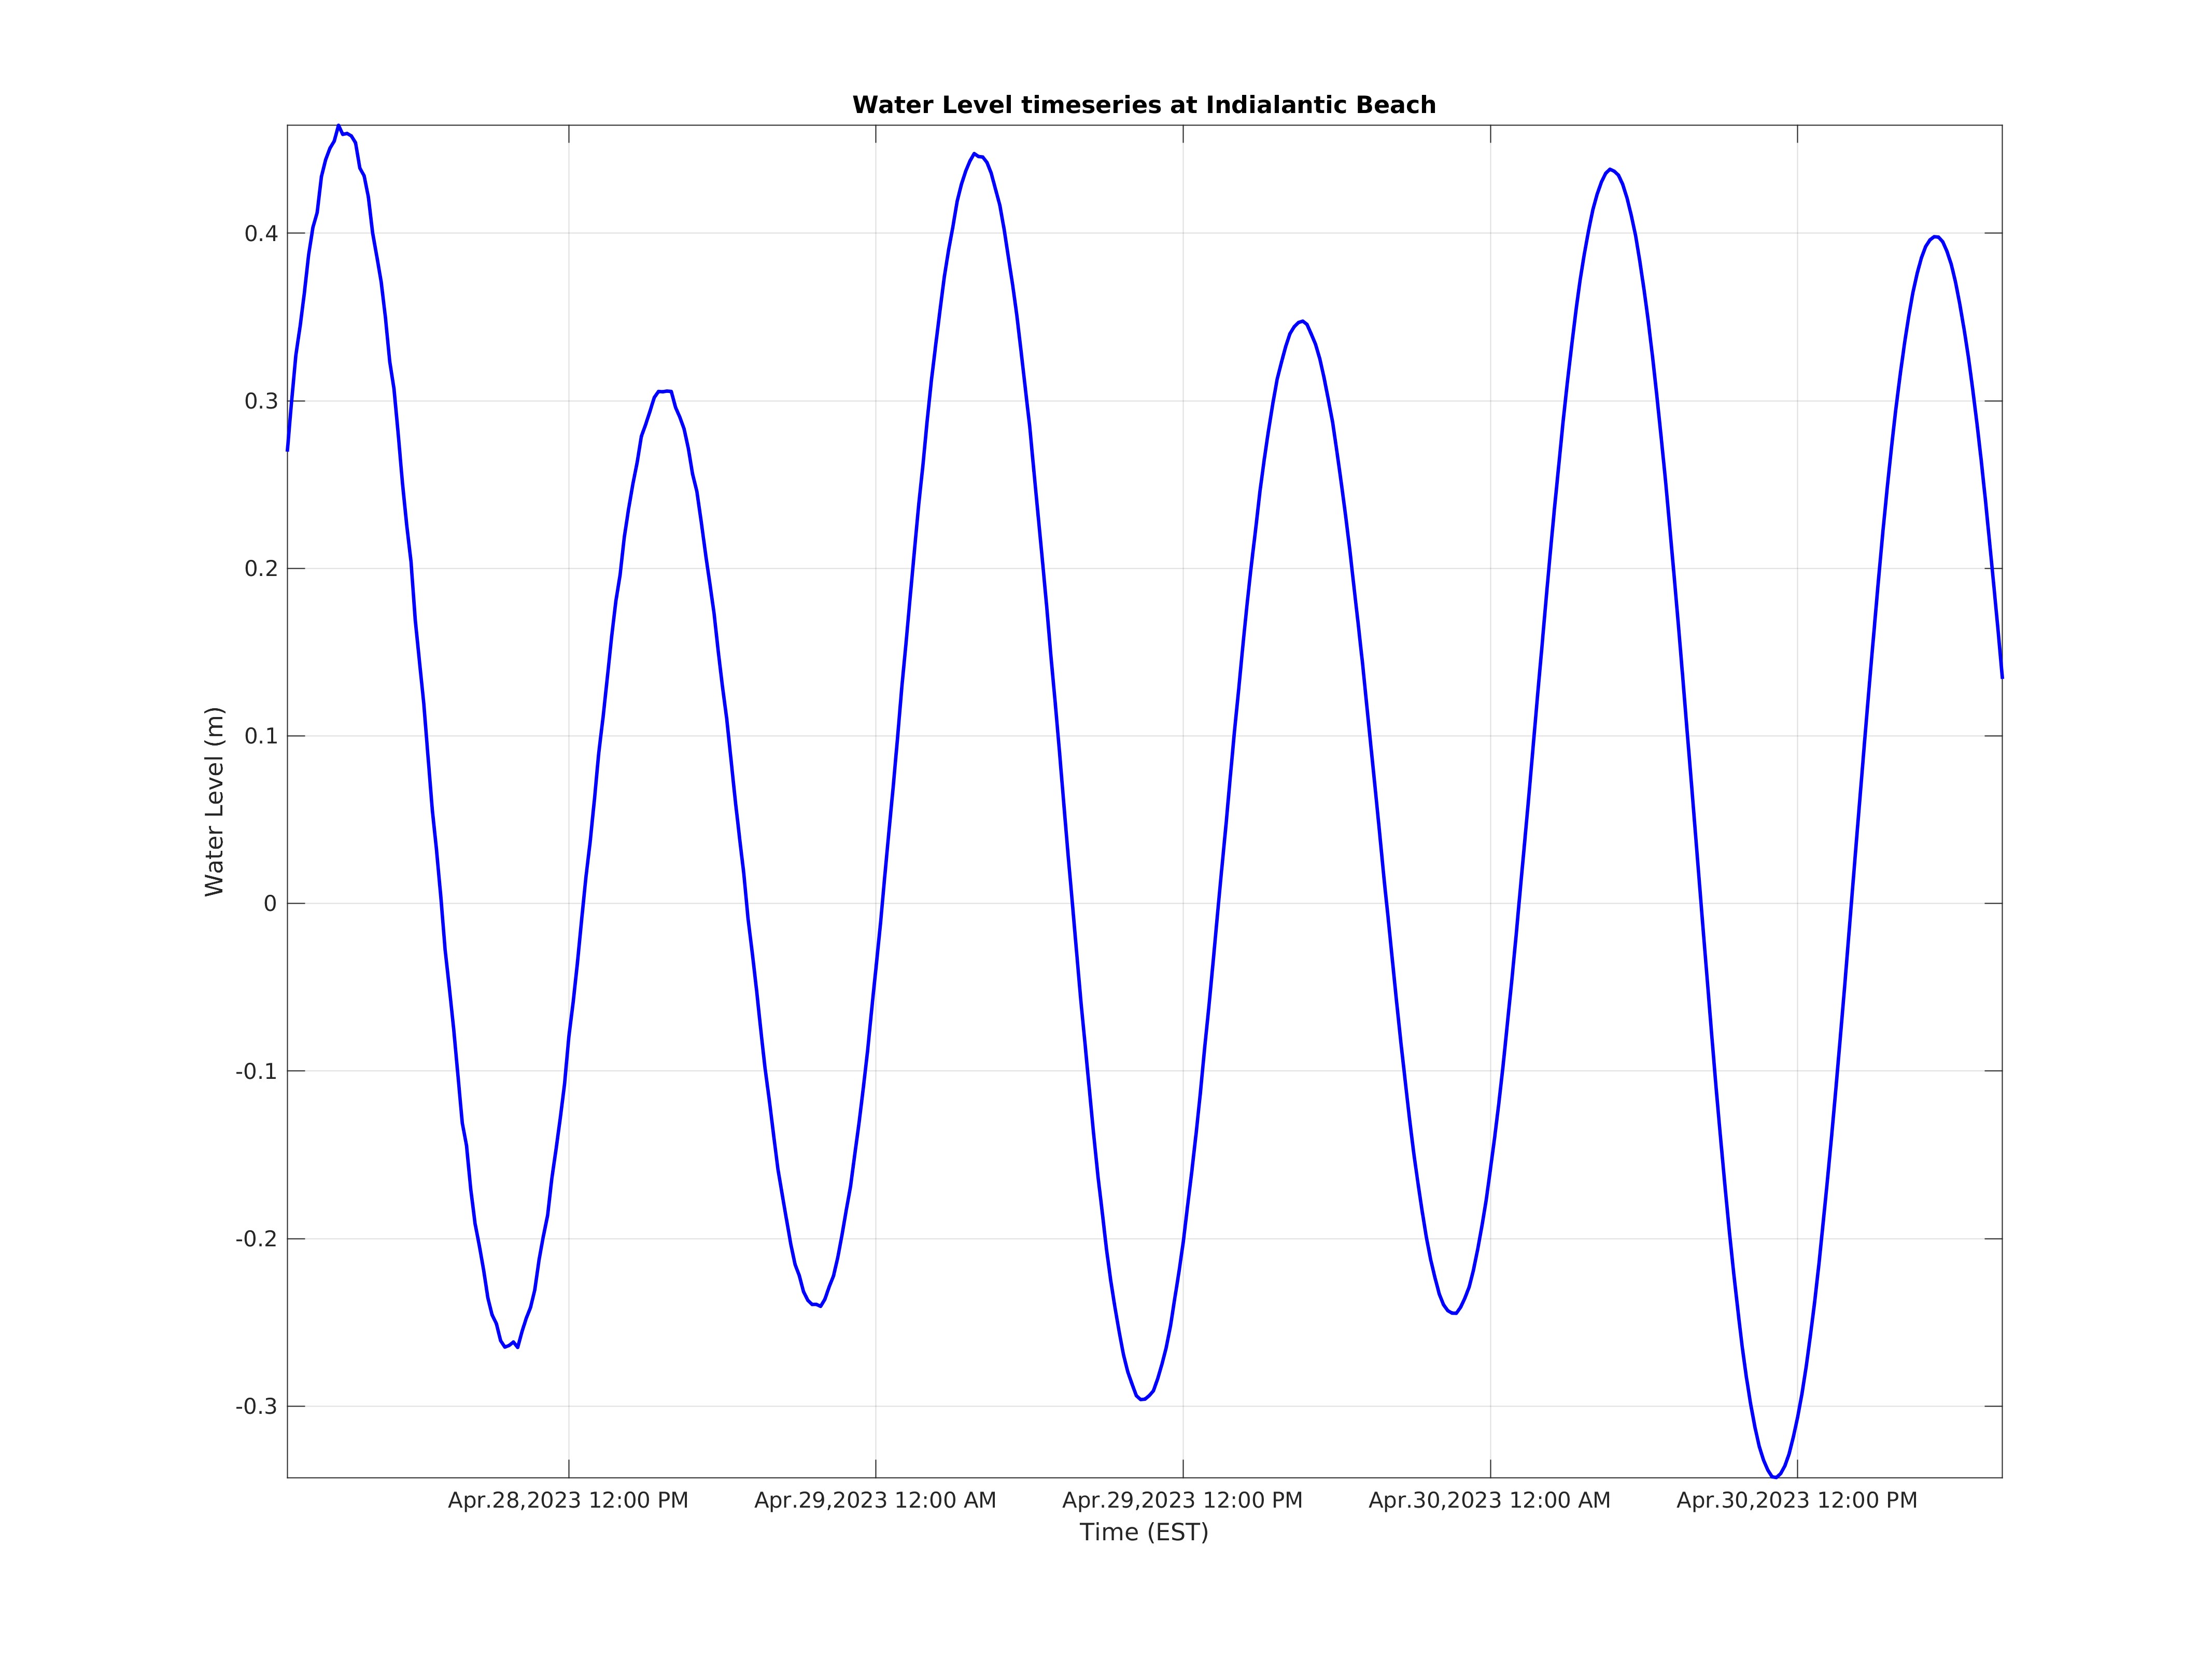 Water Level timeseries at Indialantic Beach
0.4
0.3
0.2
0.1
0
-0.1
-0.2
-0.3
Water Level (m)
Apr.28,2023 12:00 PM Apr.29,2023 12:00 AM Apr.29,2023 12:00 PM Apr.30,2023 12:00 AM Apr.30,2023 12:00 PM
Time (EST)